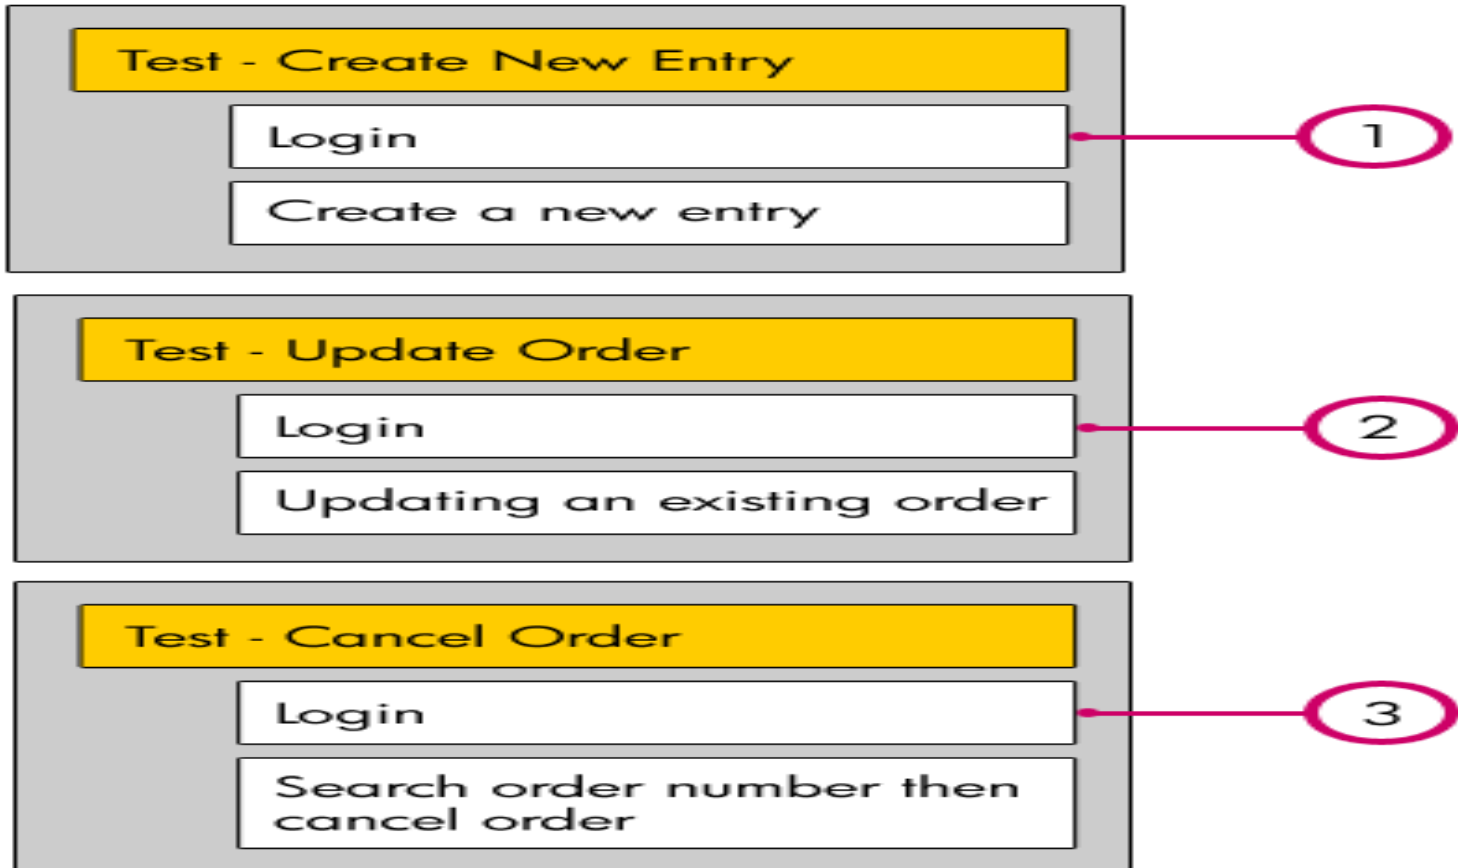 Test - Create New Entry
Login
1
Create a new entry
Test - Update Order
Login
2
Updating an existing order
Test - Cancel Order
Login
3
Search order number then
cancel order